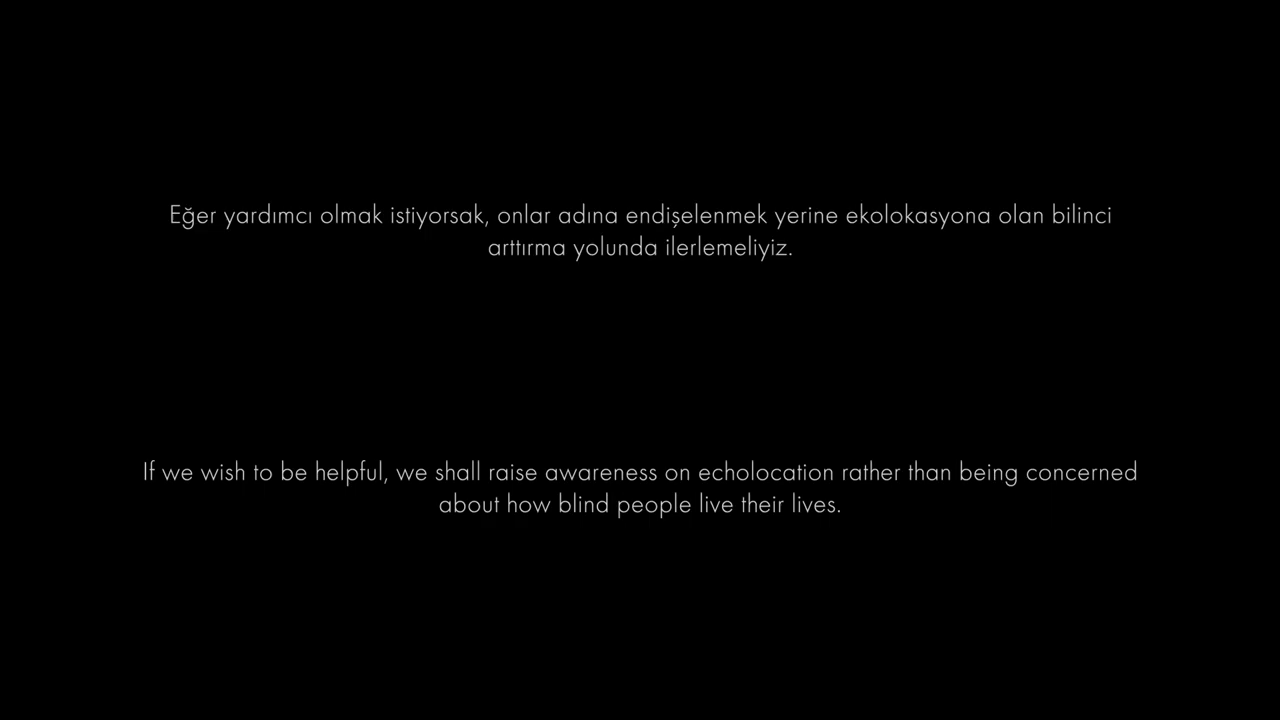 Eğer yardımcı olmak istiyorsak, onlar adına endişelenmek yerine ekolokasyona olan bilinci
arttırma yolunda ilerlemeliyiz.
If we wish to be helpful, we shall raise awareness on echolocation rather than being concerned
about how blind people live their lives.